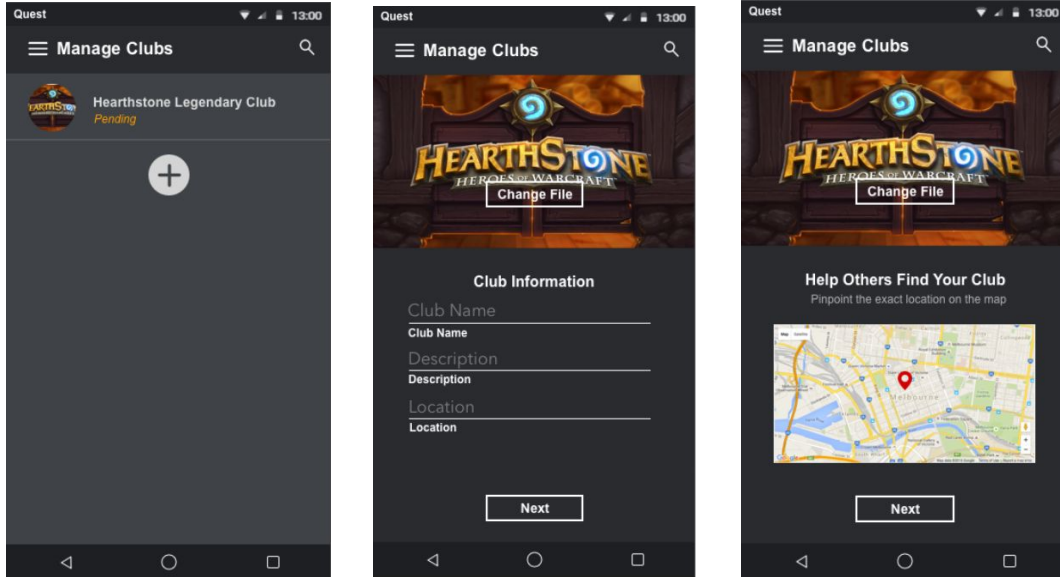 Quest
13:00
Manage Clubs
Hearthstone Legendary Club
Pending
Quest
13:00
Manage Clubs
HEARTHSTONE
HEROES OF WARCRAFT
Change File
Club Information
Club Name
Club Name
Description
Description
Location
Location
Next
Quest
13:00
Manage Clubs
HEARTHSTONE
HEROES OF WARCRAFT
Change File
Help Others Find Your Club
Pinpoint the exact location on the map
Map
Melbourne
Next